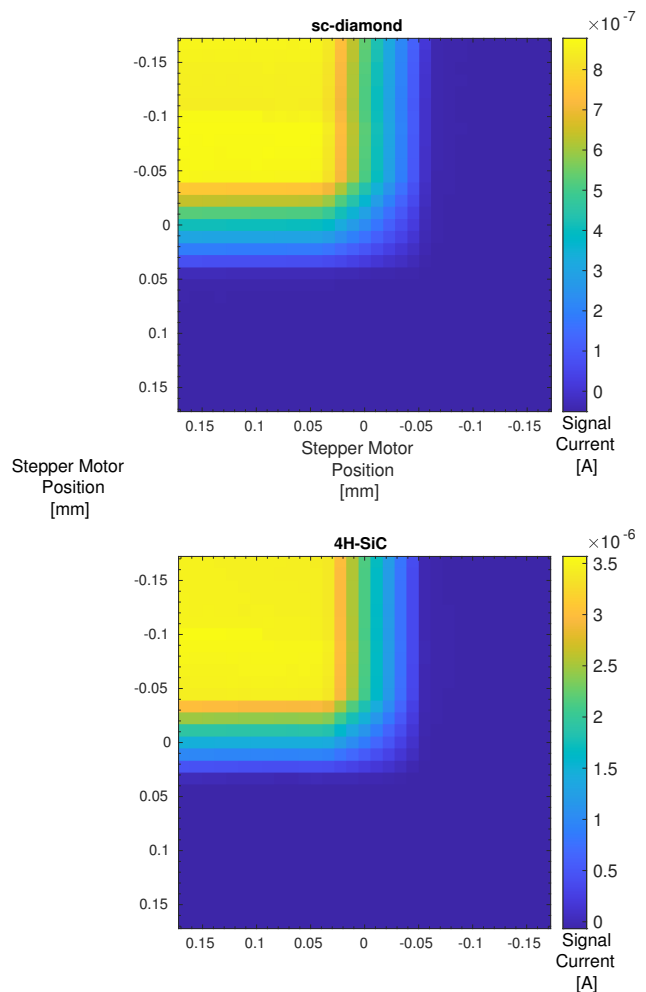 sc-diamond
×10⁻⁷
-0.15
-0.1
-0.05
0
0.05
0.1
0.15
0.15 0.1 0.05 0 -0.05 -0.1 -0.15
8
7
6
5
4
3
2
1
0
Stepper Motor
Position
[mm]
Signal
Current
[A]
Stepper Motor
Position
[mm]
4H-SiC
×10⁻⁶
-0.15
-0.1
-0.05
0
0.05
0.1
0.15
0.15 0.1 0.05 0 -0.05 -0.1 -0.15
3.5
3
2.5
2
1.5
1
0.5
0
Signal
Current
[A]